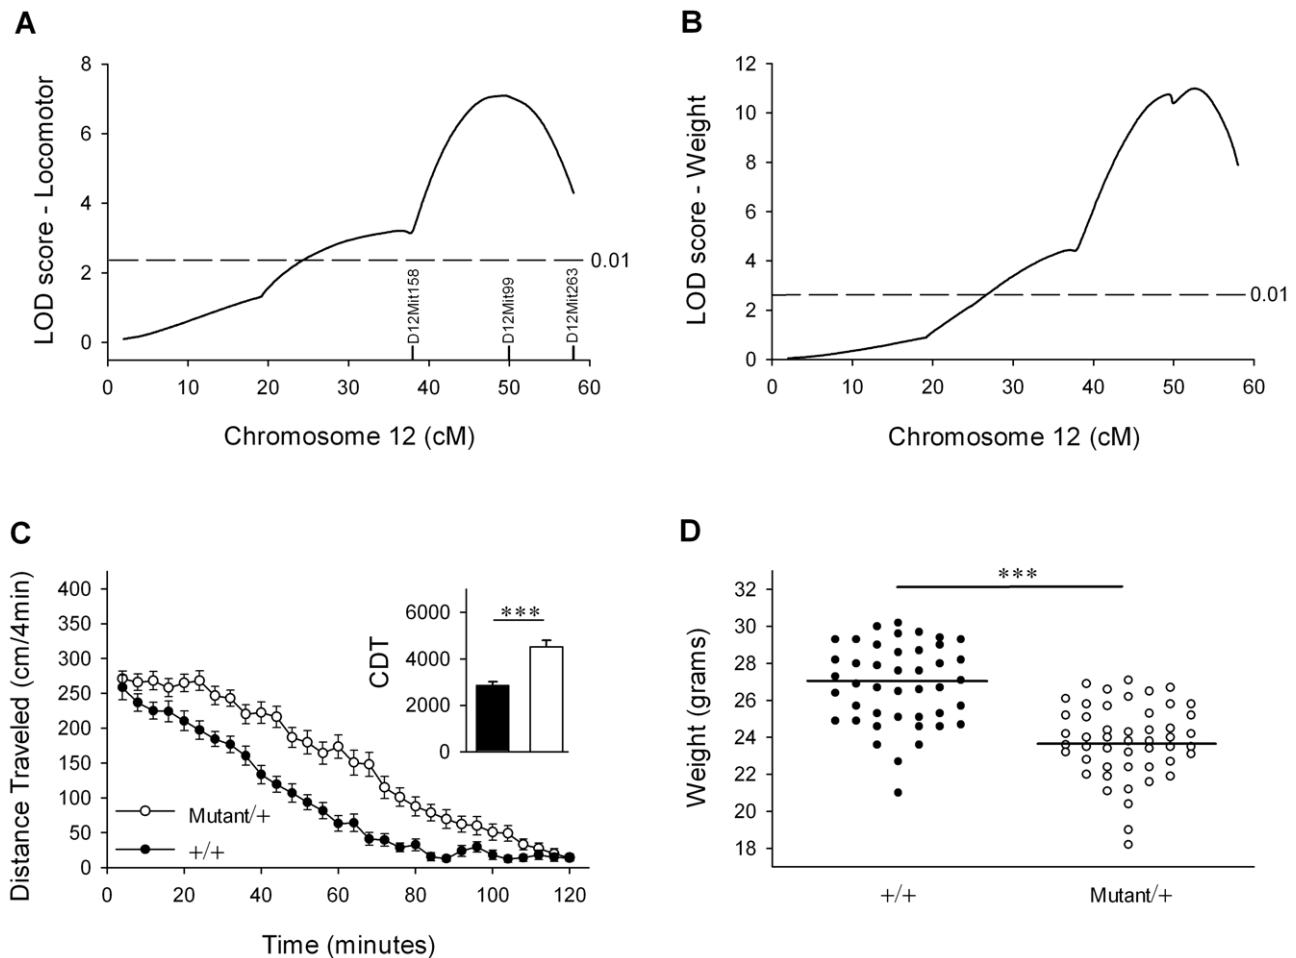 A
LOD score - Locomotor
8
6
4
2
0
0.01
D12Mit158
D12Mit99
D12Mit263
0 10 20 30 40 50 60
Chromosome 12 (cM)
B
LOD score - Weight
12
10
8
6
4
2
0
0.01
0 10 20 30 40 50 60
Chromosome 12 (cM)
C
Distance Traveled (cm/4min)
400
350
300
250
200
150
100
50
0
Mutant/+
+/+
CDT
6000
4000
2000
0
***
0 20 40 60 80 100 120
Time (minutes)
D
Weight (grams)
32
30
28
26
24
22
20
18
***
+/+ Mutant/+